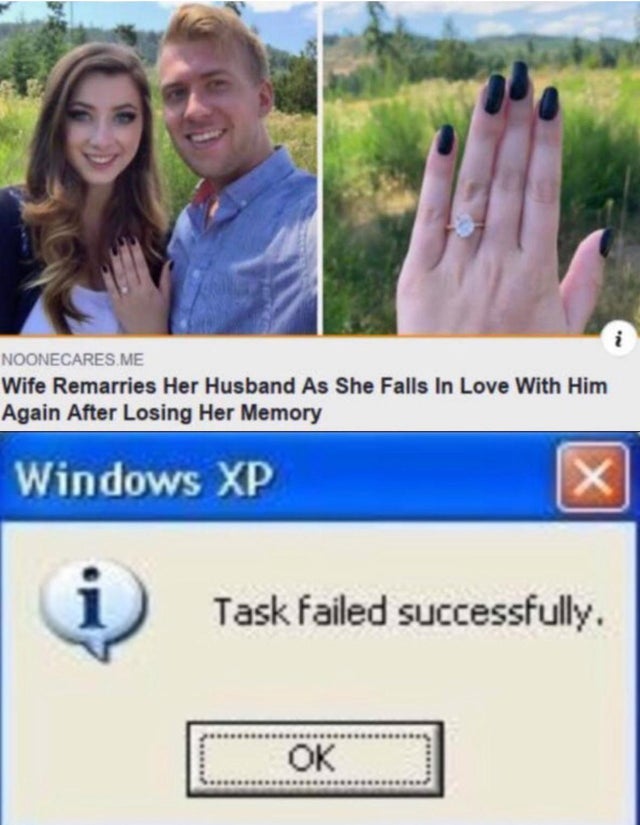 NOONECARES.ME
Wife Remarries Her Husband As She Falls In Love With Him
Again After Losing Her Memory
Windows XP
Task failed successfully.
OK